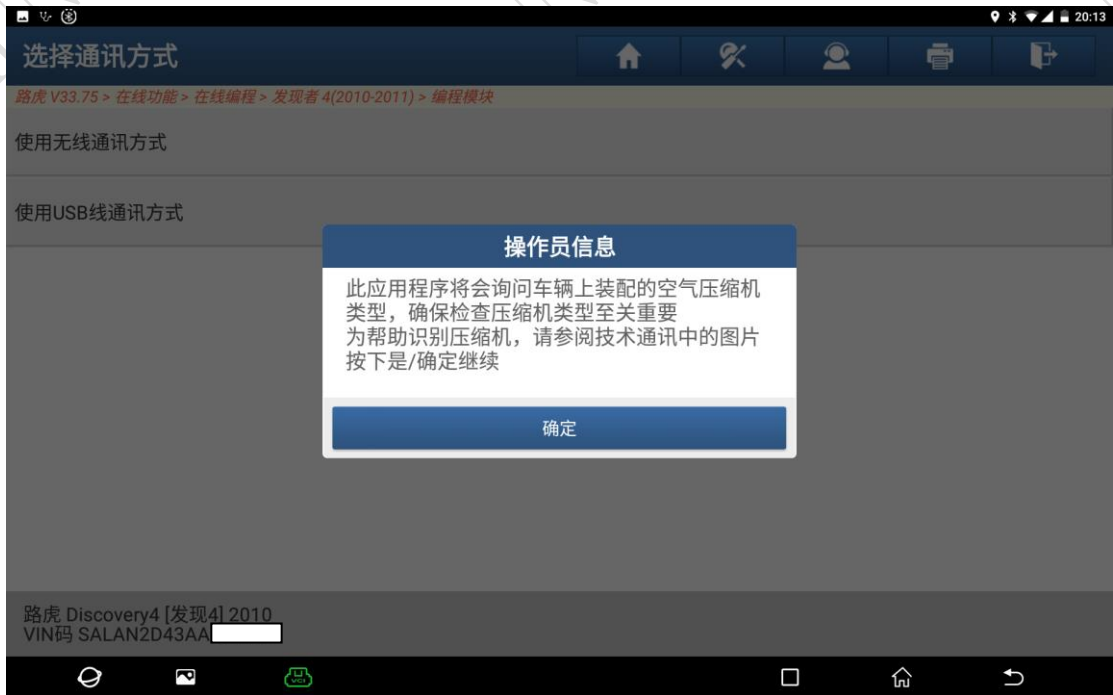 20:13
选择通讯方式
路虎 V33.75 > 在线功能 > 在线编程 > 发现者 4(2010-2011) > 编程模块
使用无线通讯方式
使用USB线通讯方式
操作员信息
此应用程序将会询问车辆上装配的空气压缩机
类型，确保检查压缩机类型至关重要
为帮助识别压缩机，请参阅技术通讯中的图片
按下是/确定继续
确定
路虎 Discovery4 [发现4] 2010
VIN码 SALAN2D43AA
VCI